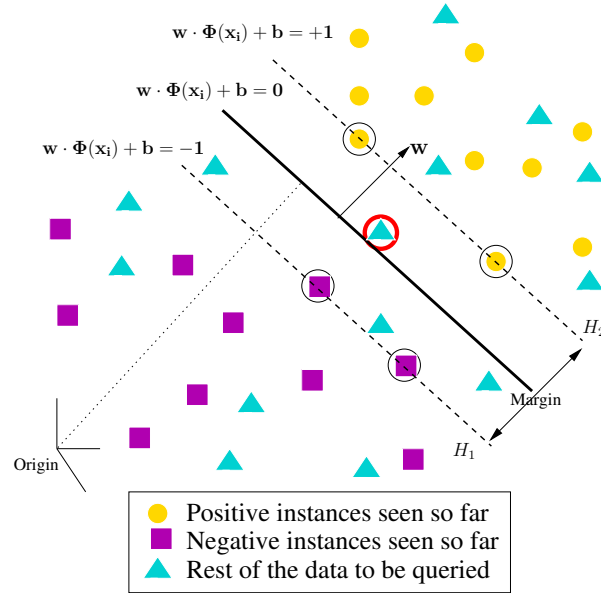 w · Φ(xᵢ) + b = +1
w · Φ(xᵢ) + b = 0
w · Φ(xᵢ) + b = −1
w
H₂
Margin
H₁
Origin
Positive instances seen so far
Negative instances seen so far
Rest of the data to be queried